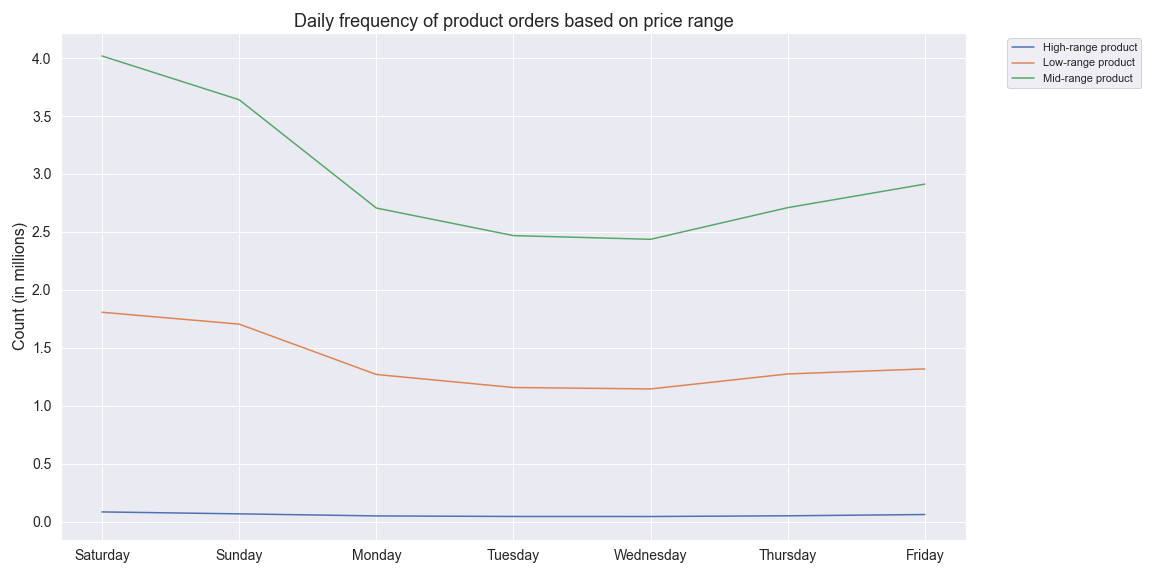 Daily frequency of product orders based on price range
High-range product
Low-range product
Mid-range product
Count (in millions)
4.0
3.5
3.0
2.5
2.0
1.5
1.0
0.5
0.0
Saturday Sunday Monday Tuesday Wednesday Thursday Friday